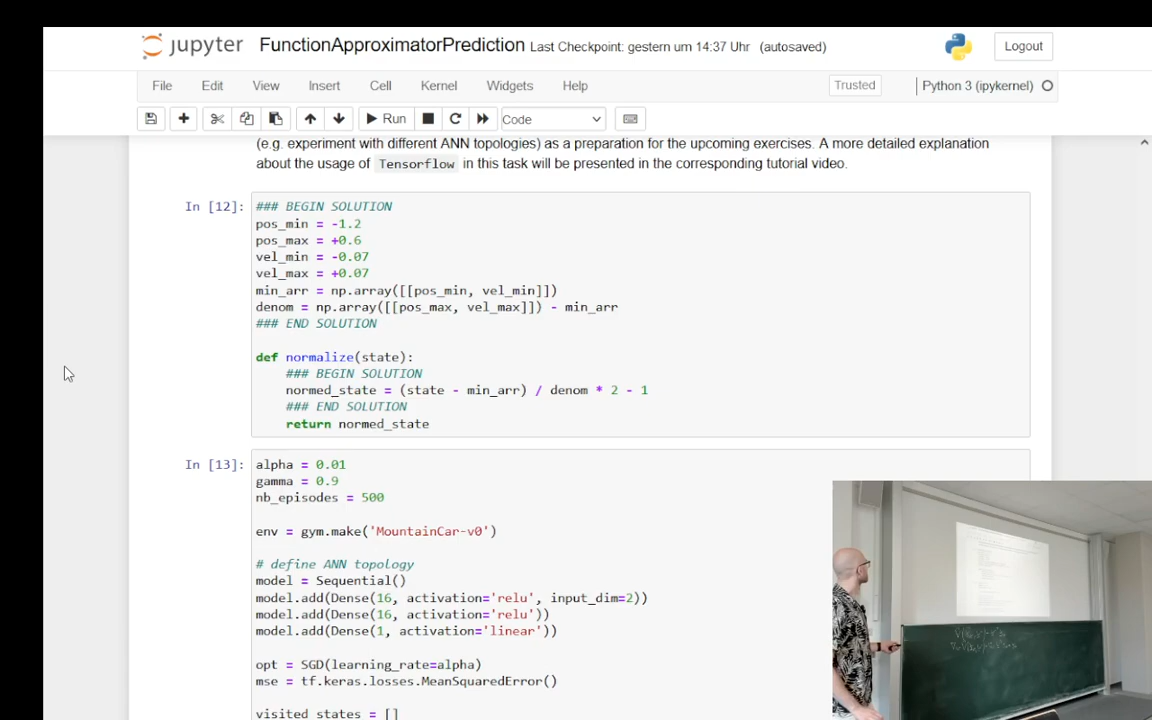 jupyter FunctionApproximatorPrediction Last Checkpoint: gestern um 14:37 Uhr (autosaved) Logout
File Edit View Insert Cell Kernel Widgets Help Trusted Python 3 (ipykernel)
Run Code
(e.g. experiment with different ANN topologies) as a preparation for the upcoming exercises. A more detailed explanation
about the usage of Tensorflow in this task will be presented in the corresponding tutorial video.
In [12]:
### BEGIN SOLUTION
pos_min = -1.2
pos_max = +0.6
vel_min = -0.07
vel_max = +0.07
min_arr = np.array([[pos_min, vel_min]])
denom = np.array([[pos_max, vel_max]]) - min_arr
### END SOLUTION
def normalize(state):
    ### BEGIN SOLUTION
    normed_state = (state - min_arr) / denom * 2 - 1
    ### END SOLUTION
    return normed_state
In [13]:
alpha = 0.01
gamma = 0.9
nb_episodes = 500
env = gym.make('MountainCar-v0')
# define ANN topology
model = Sequential()
model.add(Dense(16, activation='relu', input_dim=2))
model.add(Dense(16, activation='relu'))
model.add(Dense(1, activation='linear'))
opt = SGD(learning_rate=alpha)
mse = tf.keras.losses.MeanSquaredError()
visited_states = []